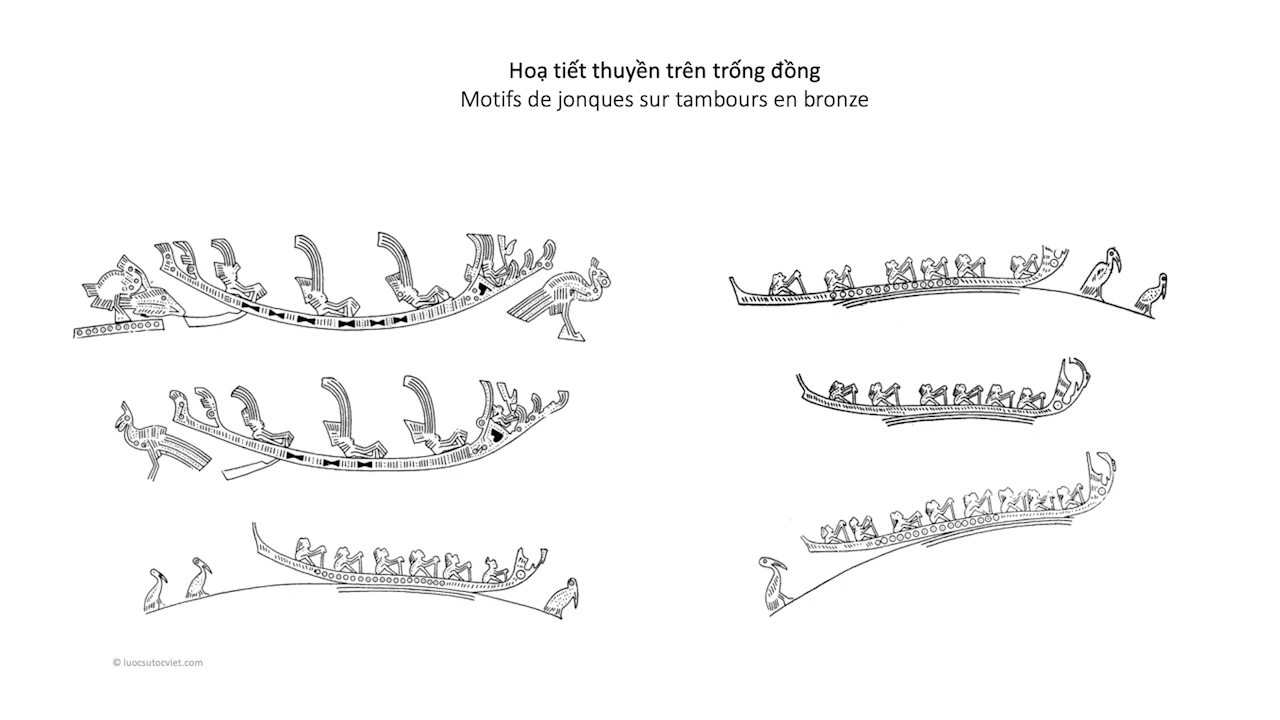 Hoạ tiết thuyền trên trống đồng
Motifs de jonques sur tambours en bronze
© luocsutocviet.com